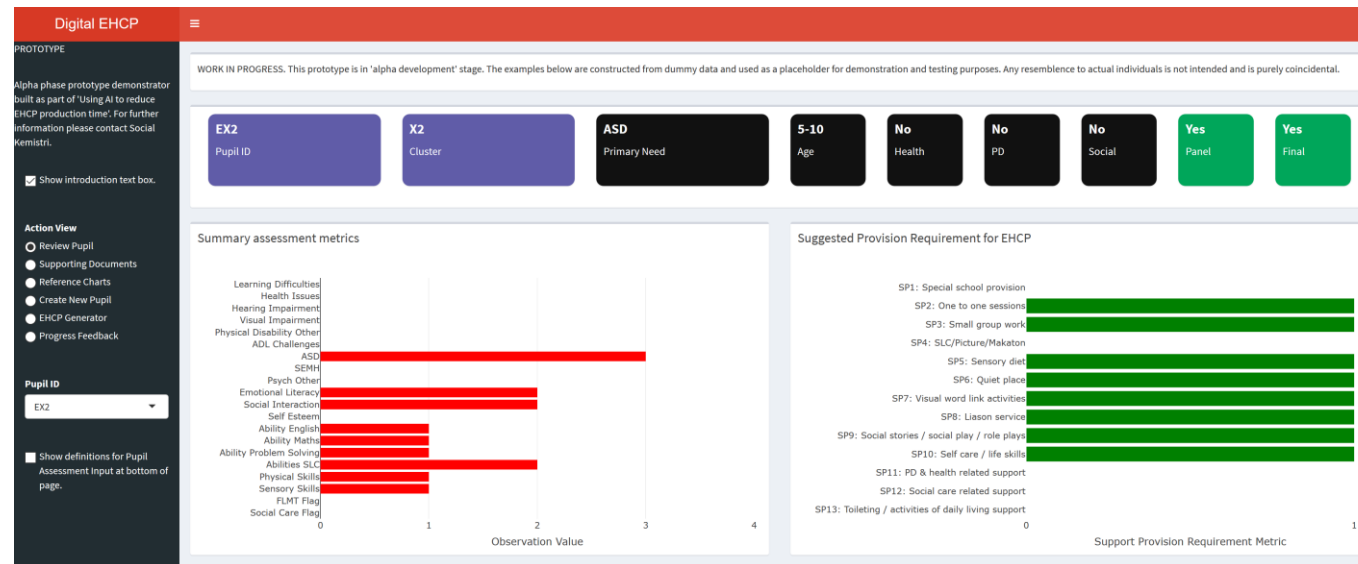 Digital EHCP
PROTOTYPE
Alpha phase prototype demonstrator
built as part of 'Using AI to reduce
EHCP production time'. For further
information please contact Social
Kemistri.
Show introduction text box.
Action View
Review Pupil
Supporting Documents
Reference Charts
Create New Pupil
EHCP Generator
Progress Feedback
Pupil ID
EX2
Show definitions for Pupil
Assessment Input at bottom of
page.
WORK IN PROGRESS. This prototype is in 'alpha development' stage. The examples below are constructed from dummy data and used as a placeholder for demonstration and testing purposes. Any resemblence to actual individuals is not intended and is purely coincidental.
EX2
Pupil ID
X2
Cluster
ASD
Primary Need
5-10
Age
No
Health
No
PD
No
Social
Yes
Panel
Yes
Final
Summary assessment metrics
Learning Difficulties
Health Issues
Hearing Impairment
Visual Impairment
Physical Disability Other
ADL Challenges
ASD
SEMH
Psych Other
Emotional Literacy
Social Interaction
Self Esteem
Ability English
Ability Maths
Ability Problem Solving
Abilities SLC
Physical Skills
Sensory Skills
FLMT Flag
Social Care Flag
0 1 2 3 4
Observation Value
Suggested Provision Requirement for EHCP
SP1: Special school provision
SP2: One to one sessions
SP3: Small group work
SP4: SLC/Picture/Makaton
SP5: Sensory diet
SP6: Quiet place
SP7: Visual word link activities
SP8: Liason service
SP9: Social stories / social play / role plays
SP10: Self care / life skills
SP11: PD & health related support
SP12: Social care related support
SP13: Toileting / activities of daily living support
0 1
Support Provision Requirement Metric